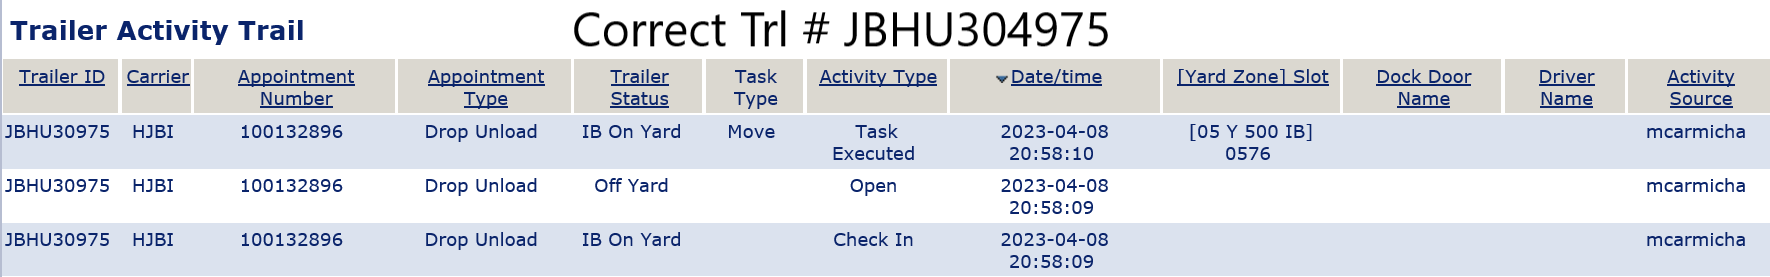 Trailer Activity Trail Correct Trl # JBHU304975
Trailer ID Carrier Appointment Number Appointment Type Trailer Status Task Type Activity Type Date/time [Yard Zone] Slot Dock Door Name Driver Name Activity Source
JBHU30975 HJBI 100132896 Drop Unload IB On Yard Move Task Executed 2023-04-08 20:58:10 [05 Y 500 IB] 0576 mcarmicha
JBHU30975 HJBI 100132896 Drop Unload Off Yard Open 2023-04-08 20:58:09 mcarmicha
JBHU30975 HJBI 100132896 Drop Unload IB On Yard Check In 2023-04-08 20:58:09 mcarmicha